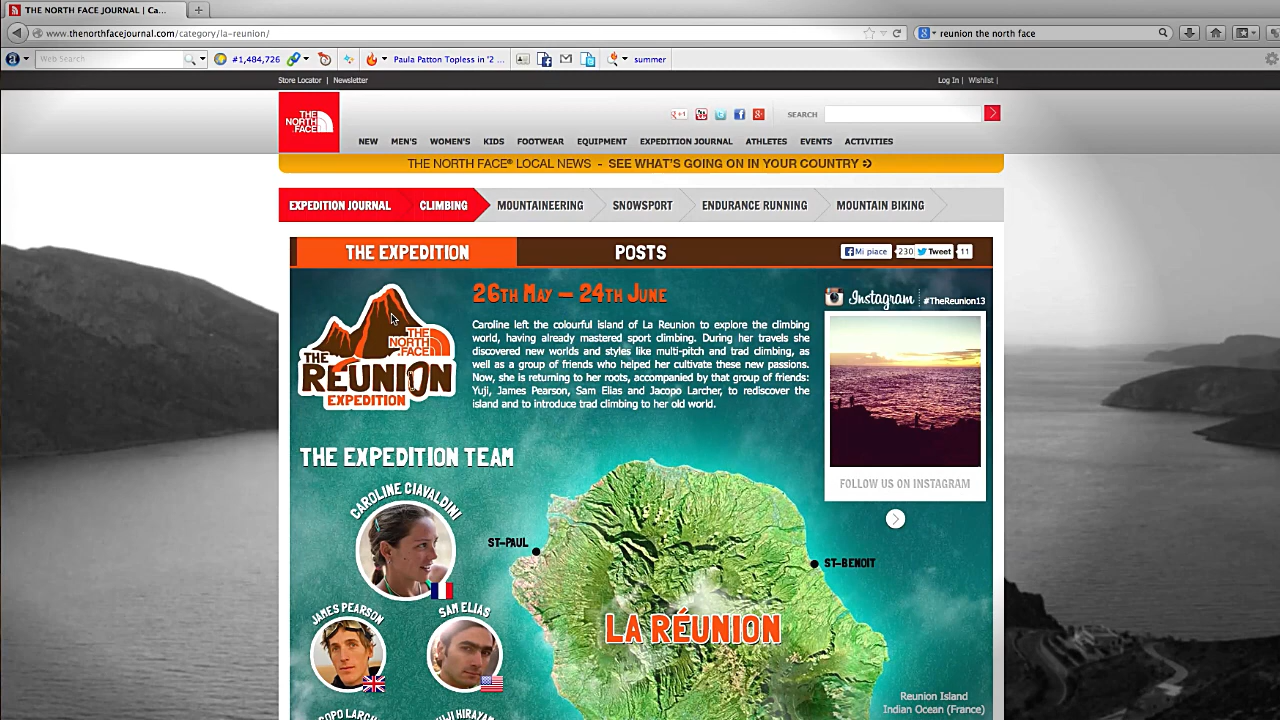 THE NORTH FACE JOURNAL | Ca...
www.thenorthfacejournal.com/category/la-reunion/
reunion the north face
Web Search
#1,484,726
Paula Patton Topless in '2 ...
summer
Store Locator | Newsletter
Log In | Wishlist |
THE NORTH FACE
SEARCH
NEW MEN'S WOMEN'S KIDS FOOTWEAR EQUIPMENT EXPEDITION JOURNAL ATHLETES EVENTS ACTIVITIES
THE NORTH FACE® LOCAL NEWS - SEE WHAT'S GOING ON IN YOUR COUNTRY
EXPEDITION JOURNAL CLIMBING MOUNTAINEERING SNOWSPORT ENDURANCE RUNNING MOUNTAIN BIKING
THE EXPEDITION POSTS
Mi piace 230 Tweet 11
26TH MAY – 24TH JUNE
Instagram #TheReunion13
Caroline left the colourful island of La Reunion to explore the climbing
world, having already mastered sport climbing. During her travels she
discovered new worlds and styles like multi-pitch and trad climbing, as
well as a group of friends who helped her cultivate these new passions.
Now, she is returning to her roots, accompanied by that group of friends:
Yuji, James Pearson, Sam Elias and Jacopo Larcher, to rediscover the
island and to introduce trad climbing to her old world.
THE NORTH FACE
THE REUNION
EXPEDITION
FOLLOW US ON INSTAGRAM
THE EXPEDITION TEAM
CAROLINE CIAVALDINI
JAMES PEARSON
SAM ELIAS
ST-PAUL
ST-BENOIT
LA RÉUNION
Reunion Island
Indian Ocean (France)